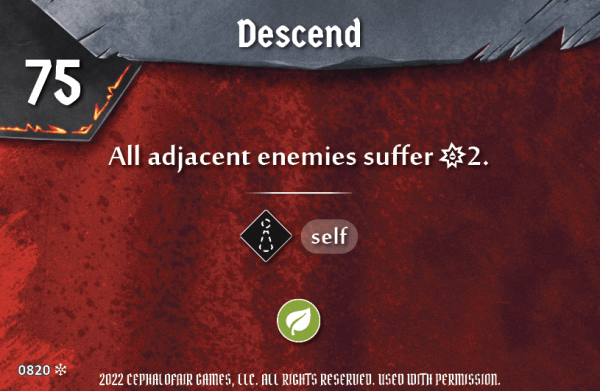 Descend
75
All adjacent enemies suffer 2.
self
0820
2022 CEPHALOFAIR GAMES, LLC. ALL RIGHTS RESERVED. USED WITH PERMISSION.